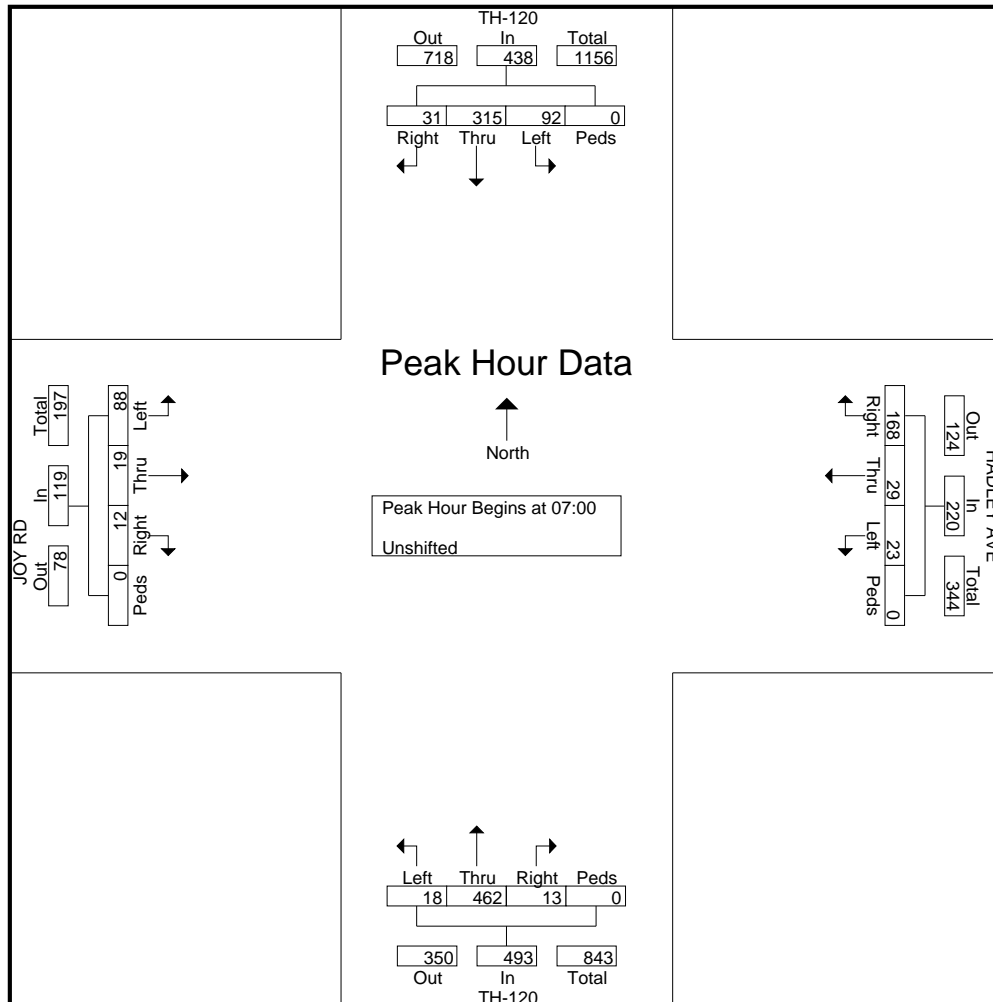 TH-120
Out In Total
718 438 1156
31 315 92 0
Right Thru Left Peds
Peak Hour Data
North
Peak Hour Begins at 07:00
Unshifted
JOY RD
Out In Total
78 119 197
88 19 12 0
Left Thru Right Peds
Right Thru Left Peds
168 29 23 0
Out In Total
124 220 344
HADLEY AVE
Left Thru Right Peds
18 462 13 0
350 493 843
Out In Total
TH-120